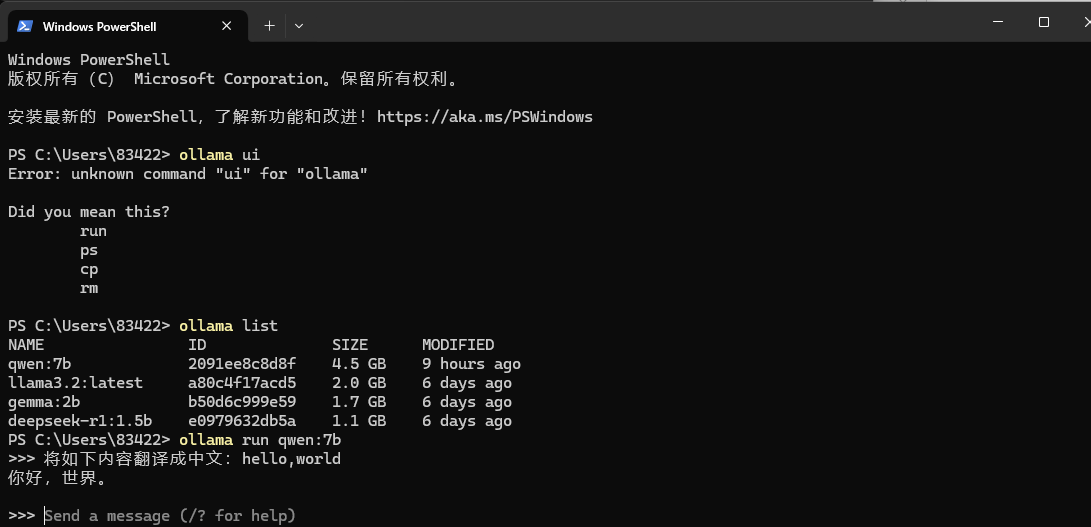 Windows PowerShell
Windows PowerShell
版权所有 (C)  Microsoft Corporation。保留所有权利。
安装最新的 PowerShell，了解新功能和改进！https://aka.ms/PSWindows
PS C:\Users\83422> ollama ui
Error: unknown command "ui" for "ollama"
Did you mean this?
run
ps
cp
rm
PS C:\Users\83422> ollama list
NAME ID SIZE MODIFIED
qwen:7b 2091ee8c8d8f 4.5 GB 9 hours ago
llama3.2:latest a80c4f17acd5 2.0 GB 6 days ago
gemma:2b b50d6c999e59 1.7 GB 6 days ago
deepseek-r1:1.5b e0979632db5a 1.1 GB 6 days ago
PS C:\Users\83422> ollama run qwen:7b
>>> 将如下内容翻译成中文：hello,world
你好，世界。
>>> Send a message (/? for help)